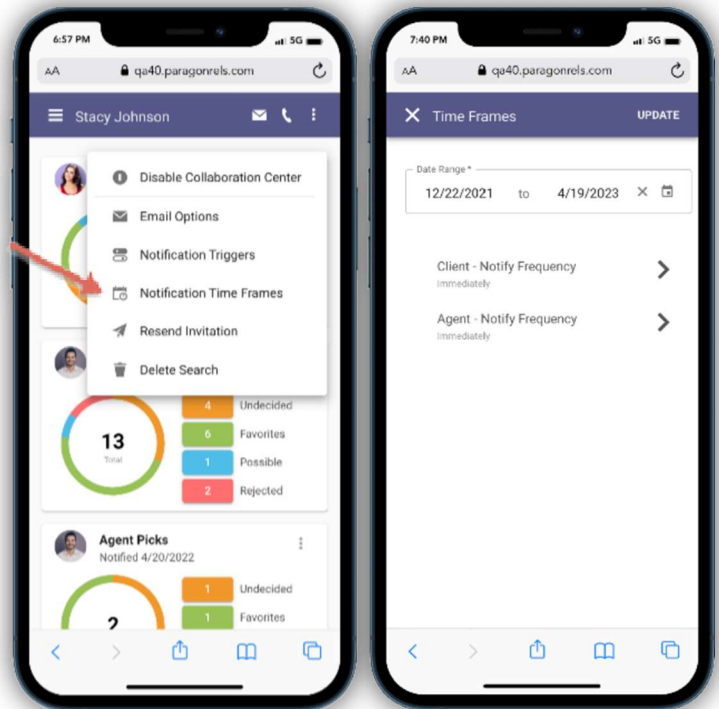 6:57 PM
5G
AA qa40.paragonrels.com
Stacy Johnson
Disable Collaboration Center
Email Options
Notification Triggers
Notification Time Frames
Resend Invitation
Delete Search
13
Total
4 Undecided
6 Favorites
1 Possible
2 Rejected
Agent Picks
Notified 4/20/2022
2
1 Undecided
1 Favorites
7:40 PM
5G
AA qa40.paragonrels.com
Time Frames UPDATE
Date Range *
12/22/2021 to 4/19/2023
Client - Notify Frequency
Immediately
Agent - Notify Frequency
Immediately